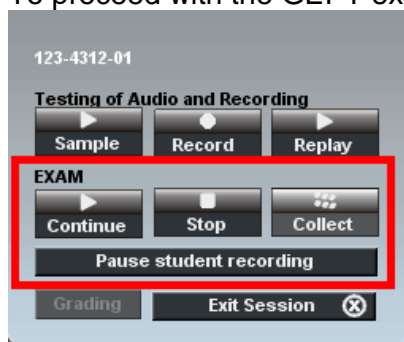 To proceed with the GEPT ex
123-4312-01
Testing of Audio and Recording
Sample Record Replay
EXAM
Continue Stop Collect
Pause student recording
Grading Exit Session